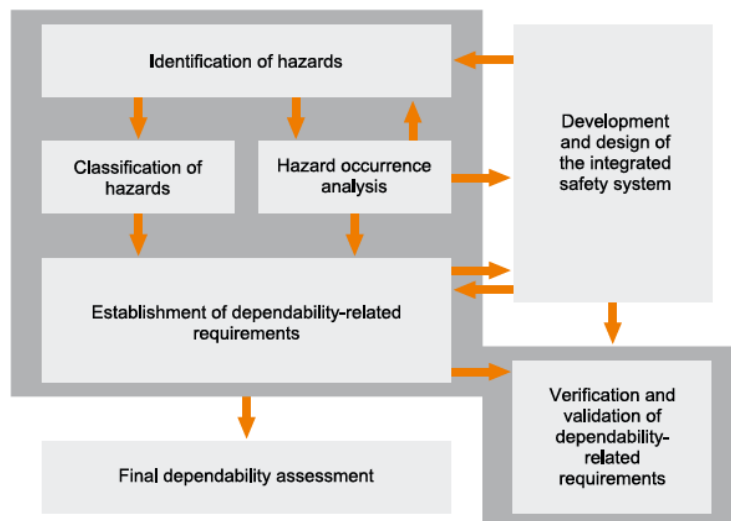 Identification of hazards
Development
and design of
the integrated
safety system
Classification of
hazards
Hazard occurrence
analysis
Establishment of dependability-related
requirements
Verification and
validation of
dependability-
related
requirements
Final dependability assessment